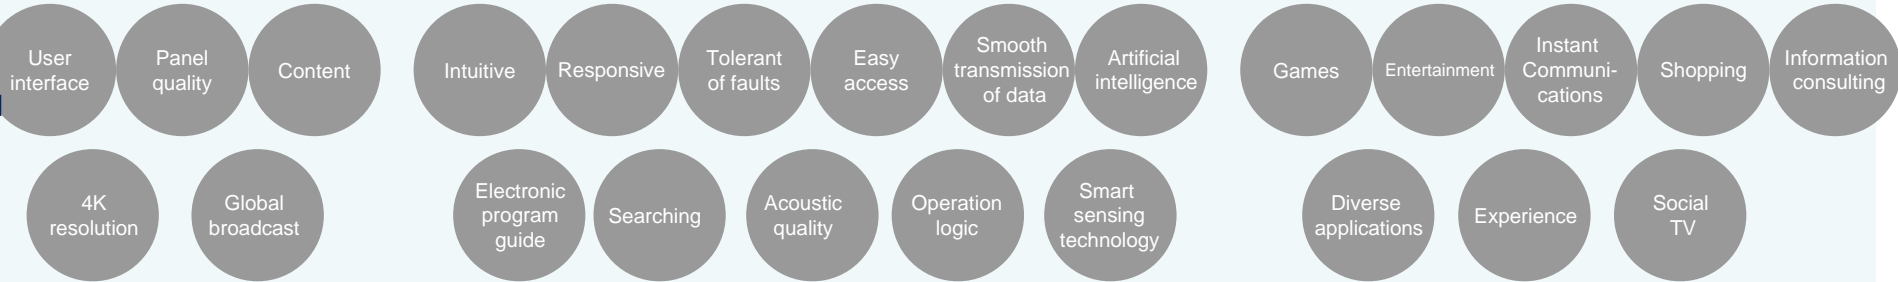 User
interface
Panel
quality
Content
Intuitive
Responsive
Tolerant
of faults
Easy
access
Smooth
transmission
of data
Artificial
intelligence
Games
Entertainment
Instant
Communi-
cations
Shopping
Information
consulting
4K
resolution
Global
broadcast
Electronic
program
guide
Searching
Acoustic
quality
Operation
logic
Smart
sensing
technology
Diverse
applications
Experience
Social
TV